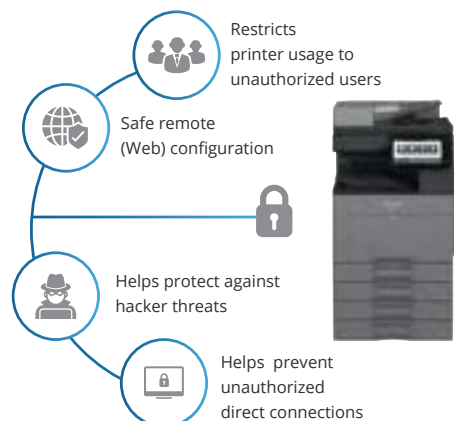 Restricts
printer usage to
unauthorized users
Safe remote
(Web) configuration
Helps protect against
hacker threats
Helps prevent
unauthorized
direct connections